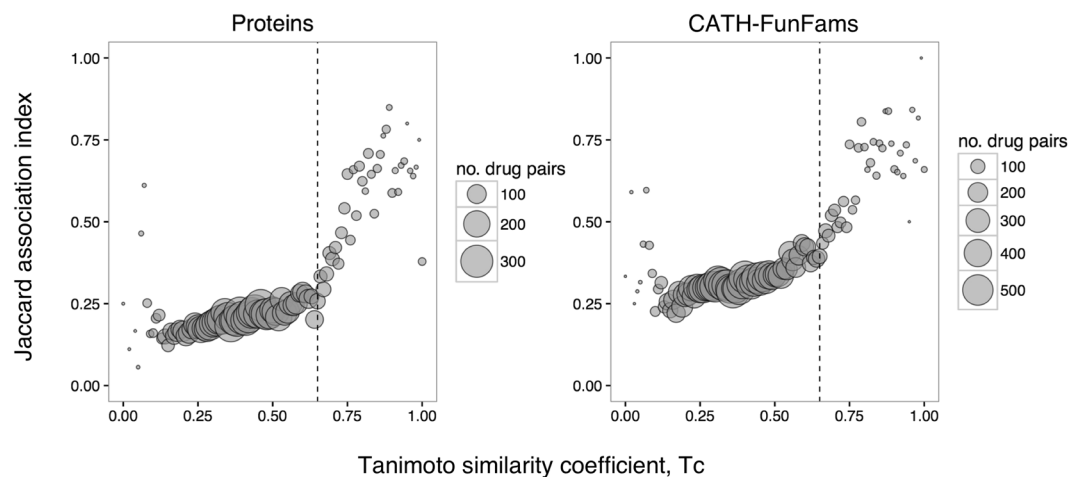 Proteins
CATH-FunFams
Jaccard association index
1.00
0.75
0.50
0.25
0.00
0.00 0.25 0.50 0.75 1.00
no. drug pairs
100
200
300
1.00
0.75
0.50
0.25
0.00
0.00 0.25 0.50 0.75 1.00
no. drug pairs
100
200
300
400
500
Tanimoto similarity coefficient, Tc